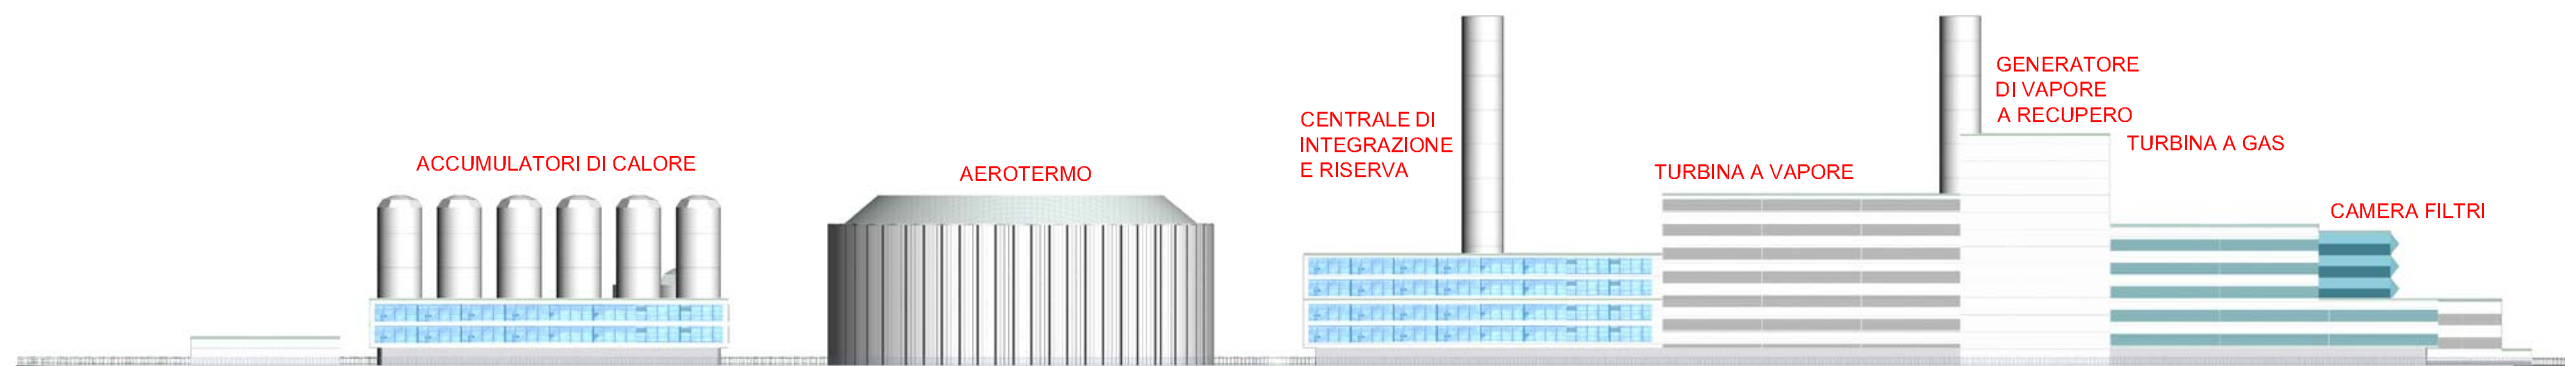 ACCUMULATORI DI CALORE
AEROTERMO
CENTRALE DI
INTEGRAZIONE
E RISERVA
TURBINA A VAPORE
GENERATORE
DI VAPORE
A RECUPERO
TURBINA A GAS
CAMERA FILTRI